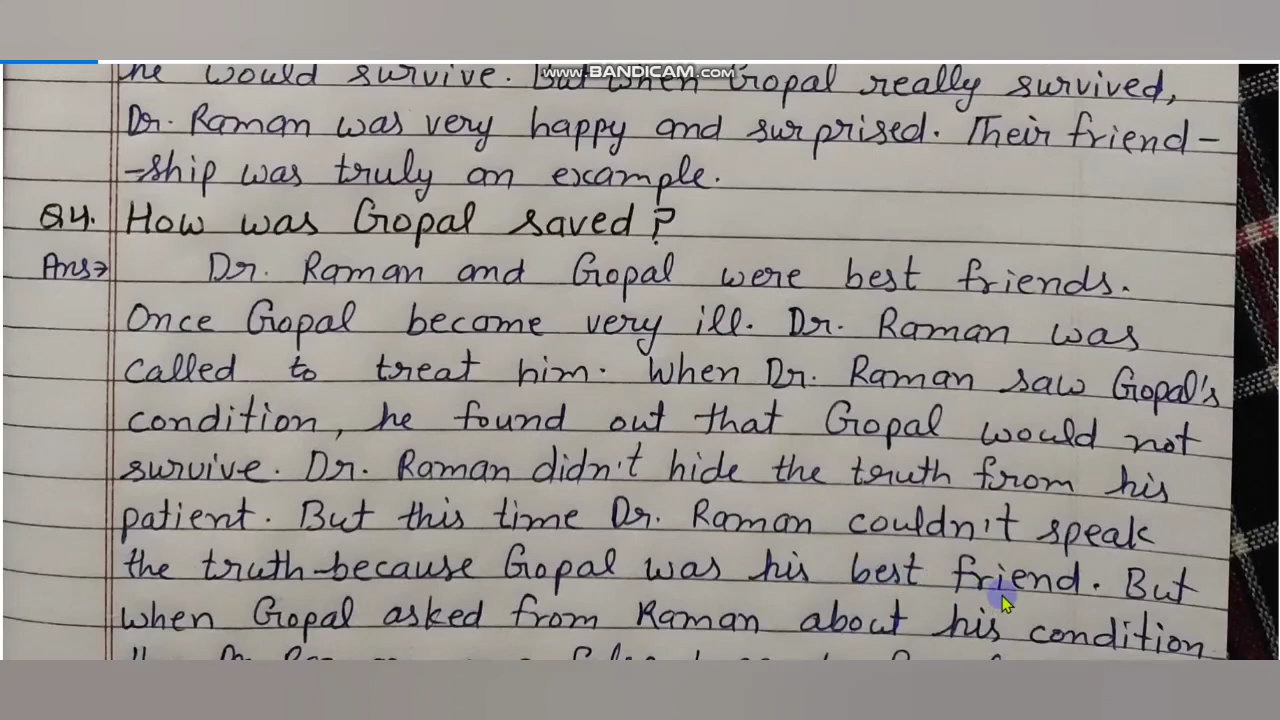 he would survive. But when Gopal really survived,
www.BANDICAM.com
Dr. Raman was very happy and surprised. Their friend-
-ship was truly an example.
Q4. How was Gopal saved?
Ans→ Dr. Raman and Gopal were best friends.
Once Gopal became very ill. Dr. Raman was
called to treat him. When Dr. Raman saw Gopal's
condition, he found out that Gopal would not
survive. Dr. Raman didn't hide the truth from his
patient. But this time Dr. Raman couldn't speak
the truth because Gopal was his best friend. But
when Gopal asked from Raman about his condition